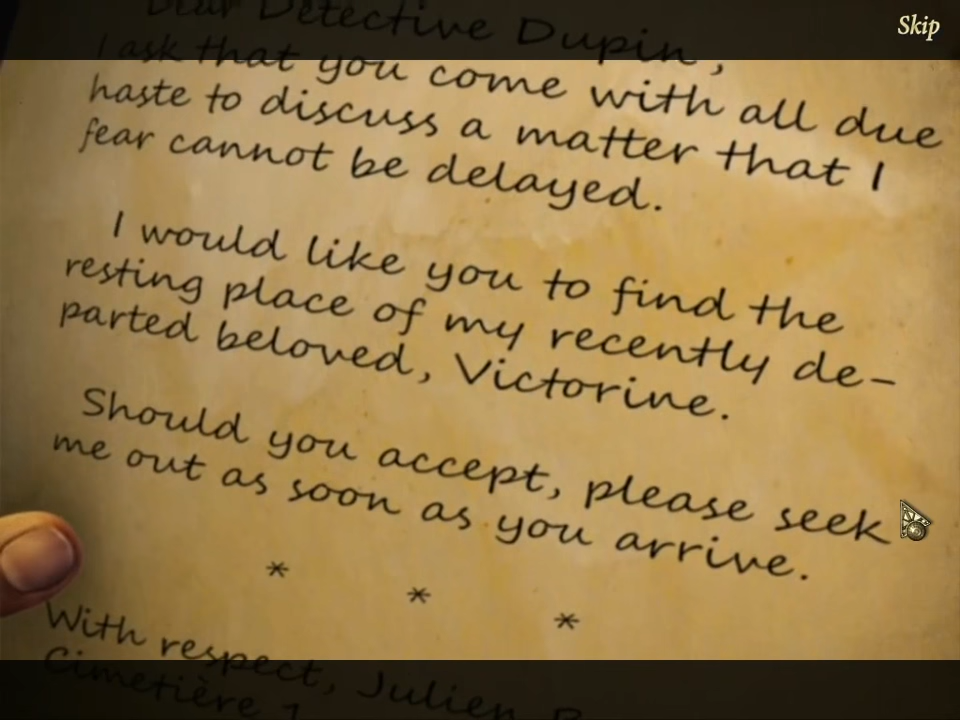 Skip
Dear Detective Dupin,
I ask that you come with all due
haste to discuss a matter that I
fear cannot be delayed.
I would like you to find the
resting place of my recently de-
parted beloved, Victorine.
Should you accept, please seek
me out as soon as you arrive.
* * *
With respect, Julien
Cimetière